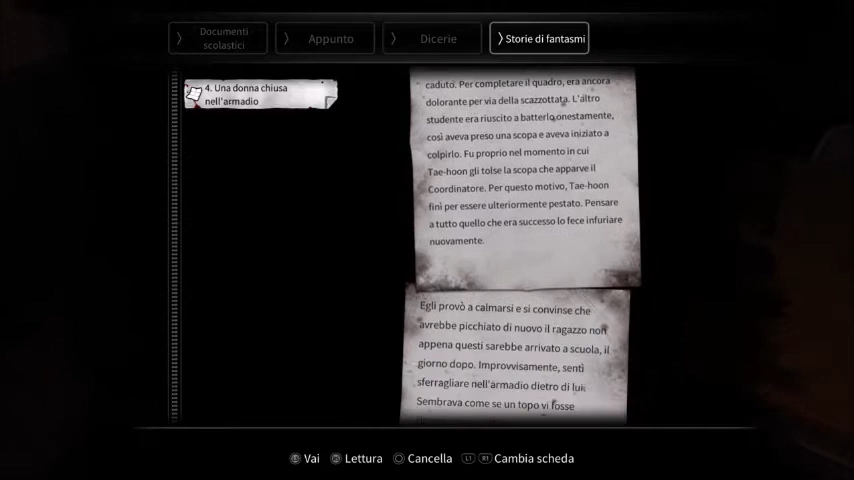 Documenti
scolastici
Appunto
Dicerie
Storie di fantasmi
4. Una donna chiusa
nell'armadio
caduto. Per completare il quadro, era ancora
dolorante per via della scazzottata. L'altro
studente era riuscito a batterlo onestamente,
così aveva preso una scopa e aveva iniziato a
colpirlo. Fu proprio nel momento in cui
Tae-hoon gli tolse la scopa che apparve il
Coordinatore. Per questo motivo, Tae-hoon
finì per essere ulteriormente pestato. Pensare
a tutto quello che era successo lo fece infuriare
nuovamente.
Egli provò a calmarsi e si convinse che
avrebbe picchiato di nuovo il ragazzo non
appena questi sarebbe arrivato a scuola, il
giorno dopo. Improvvisamente, sentì
sferragliare nell'armadio dietro di lui.
Sembrava come se un topo vi fosse
Vai
Lettura
Cancella
L1 R1 Cambia scheda